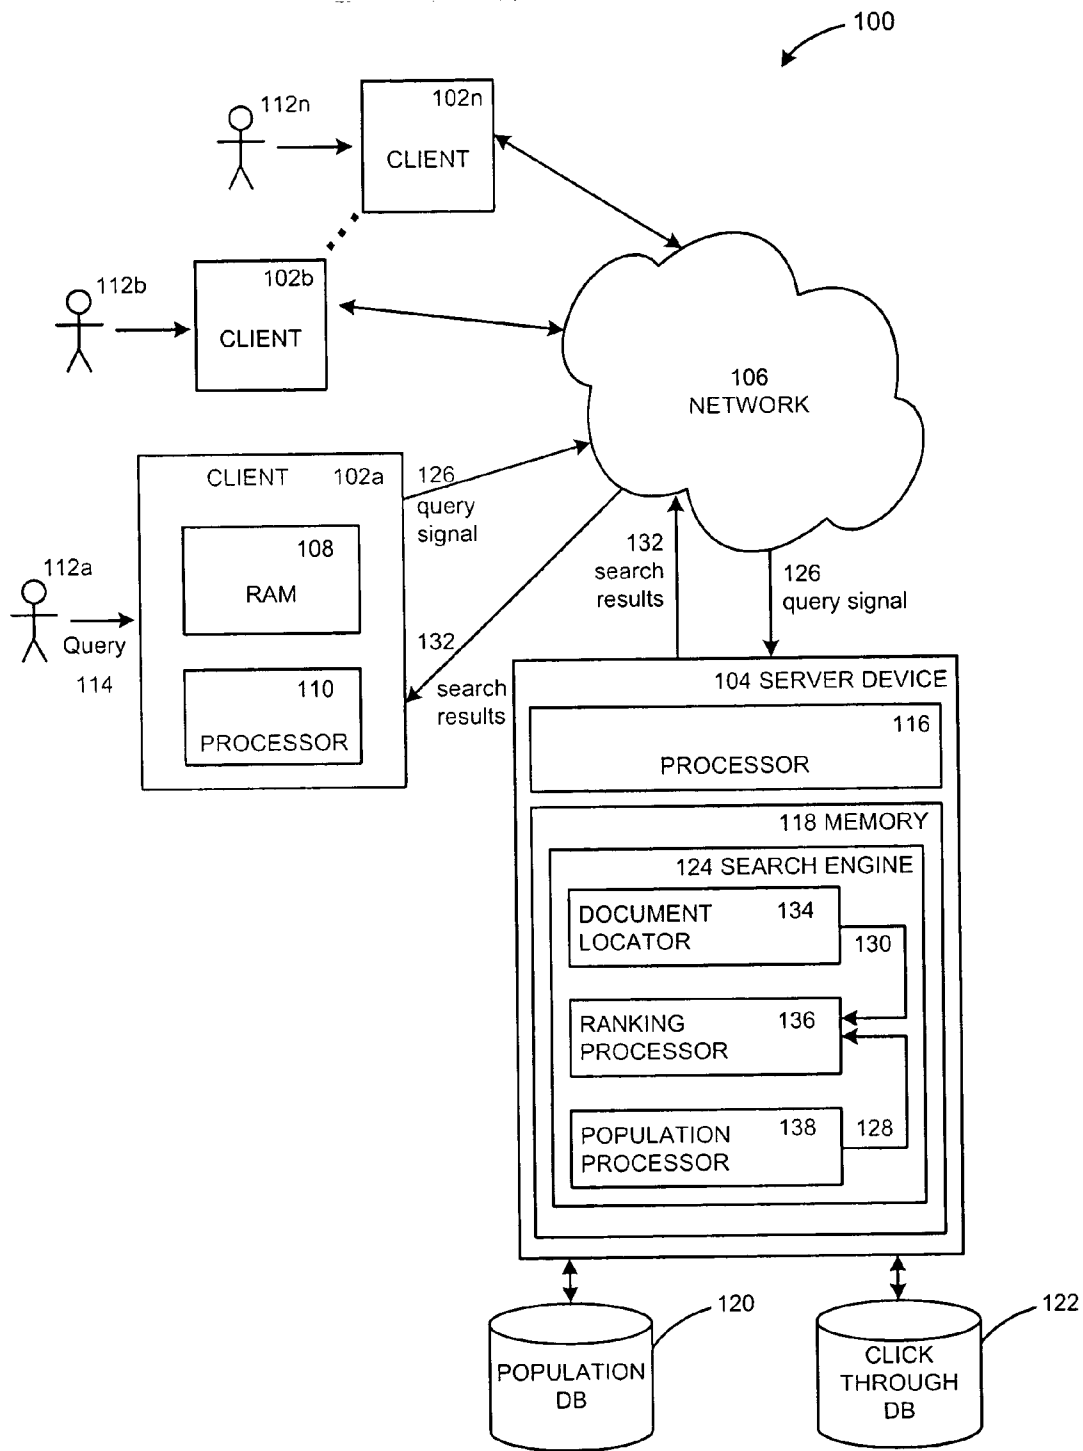 100
112n
102n
CLIENT
112b
102b
CLIENT
106
NETWORK
CLIENT 102a
126
query
signal
108
RAM
112a
Query
114
110
PROCESSOR
132
search
results
132
search
results
126
query signal
104 SERVER DEVICE
116
PROCESSOR
118 MEMORY
124 SEARCH ENGINE
DOCUMENT 134
LOCATOR
130
RANKING 136
PROCESSOR
POPULATION 138
PROCESSOR
128
120
POPULATION
DB
122
CLICK
THROUGH
DB